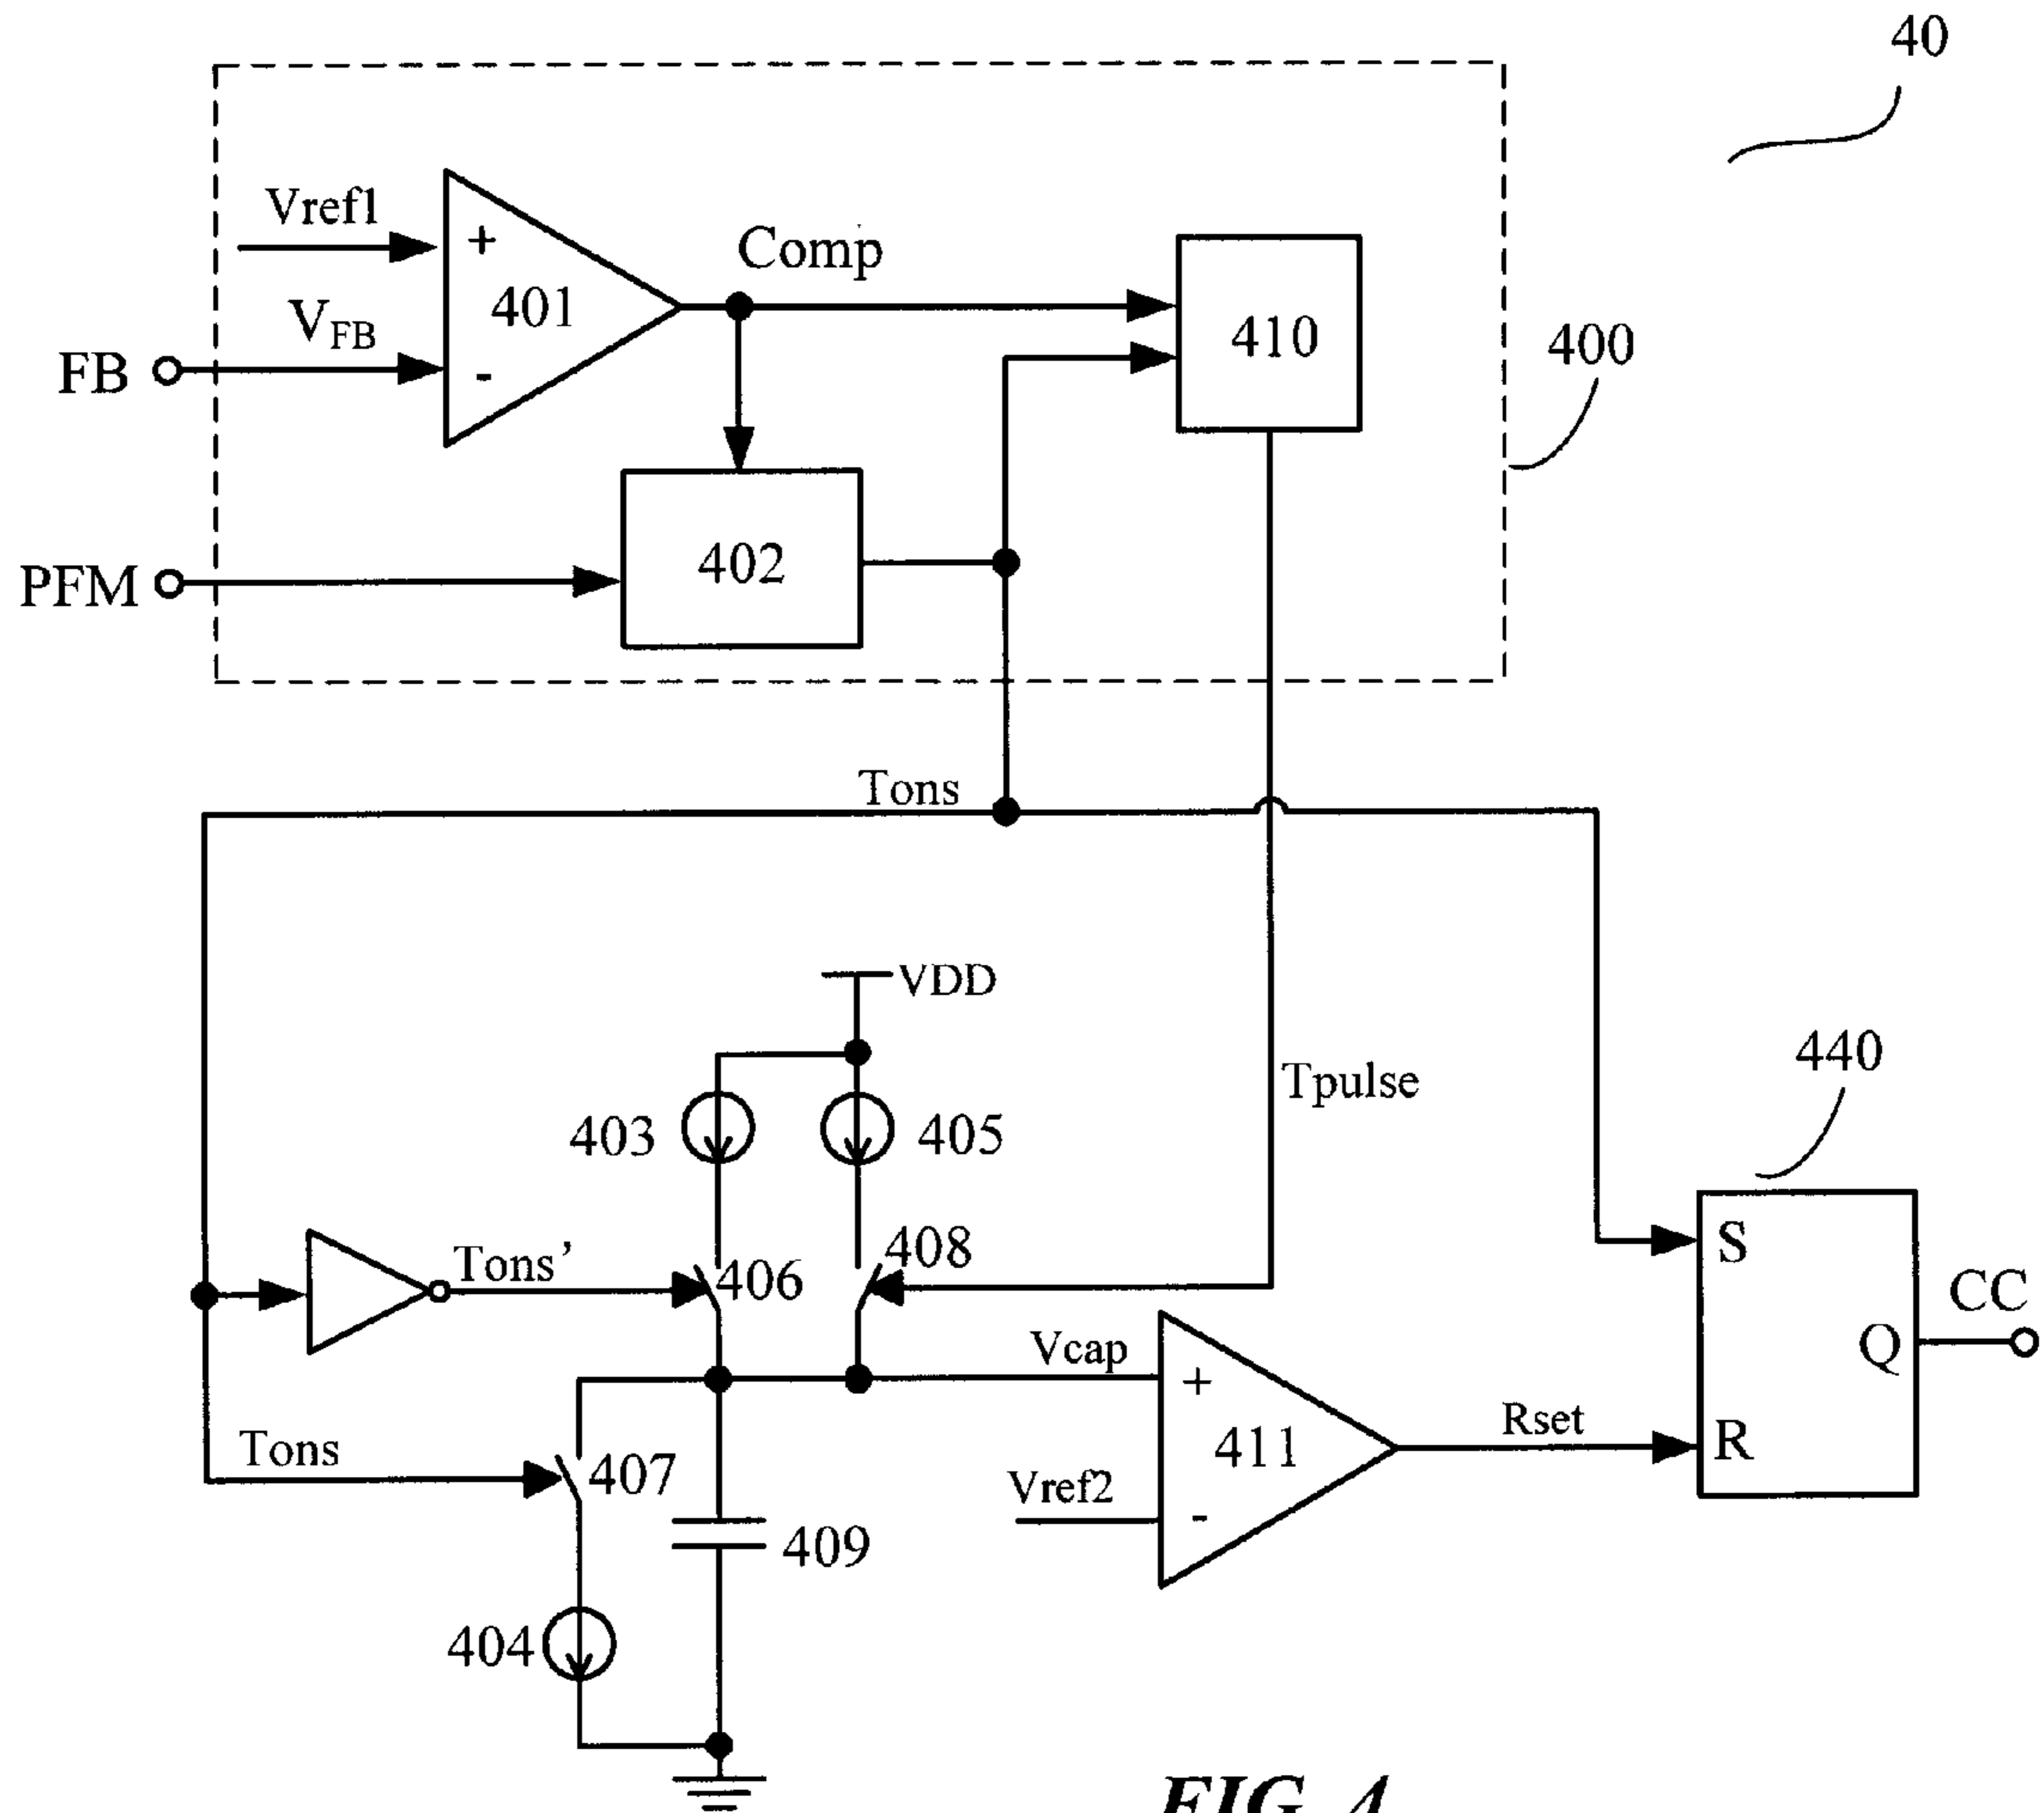 40
Vref1
+
Comp
401
410
V_FB
400
FB
-
402
PFM
Tons
VDD
440
Tpulse
403
405
408
S
Tons’
406
CC
Vcap
Q
+
Rset
R
Tons
407
411
Vref2
-
409
404
FIG. 4